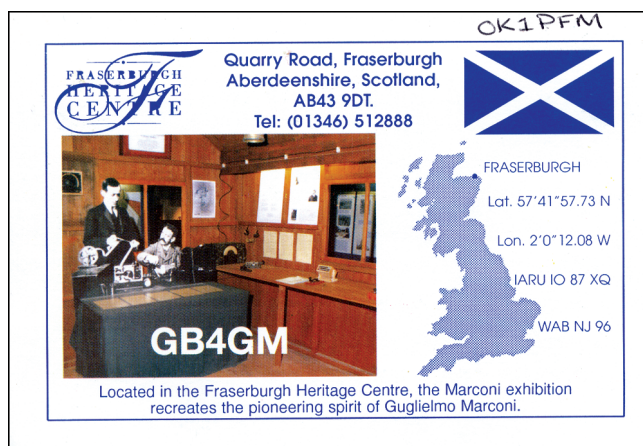 OK1PFM
FRASERBURGH
HERITAGE
CENTRE
Quarry Road, Fraserburgh
Aberdeenshire, Scotland,
AB43 9DT.
Tel: (01346) 512888
FRASERBURGH
Lat. 57'41"57.73 N
Lon. 2'0"12.08 W
IARU IO 87 XQ
WAB NJ 96
GB4GM
Located in the Fraserburgh Heritage Centre, the Marconi exhibition
recreates the pioneering spirit of Guglielmo Marconi.